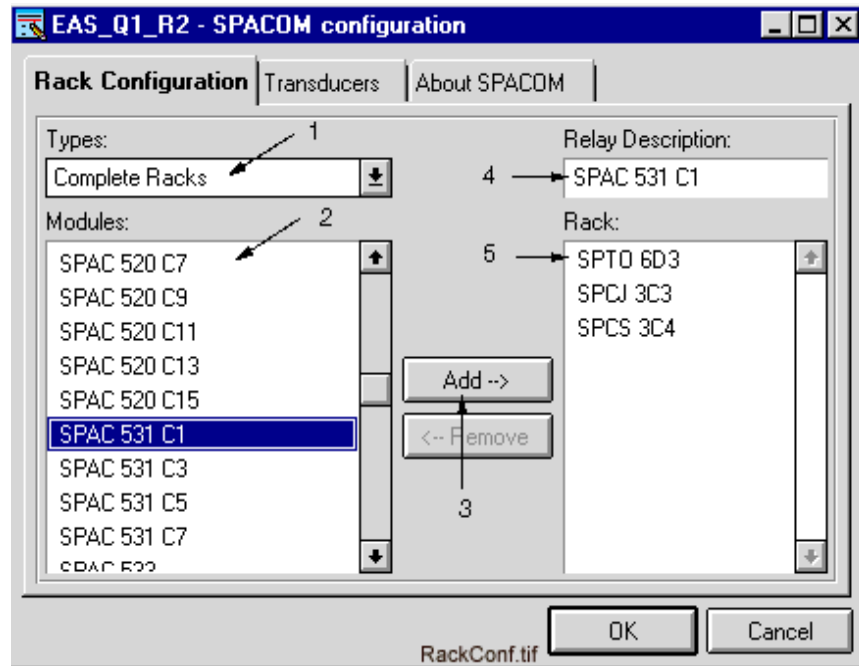 EAS_Q1_R2 - SPACOM configuration
Rack Configuration
Transducers
About SPACOM
Types:
1
Complete Racks
Modules:
2
SPAC 520 C7
SPAC 520 C9
SPAC 520 C11
SPAC 520 C13
SPAC 520 C15
SPAC 531 C1
SPAC 531 C3
SPAC 531 C5
SPAC 531 C7
SPAC 533
Add -->
<-- Remove
3
Relay Description:
4
SPAC 531 C1
Rack:
5
SPTO 6D3
SPCJ 3C3
SPCS 3C4
OK
Cancel
RackConf.tif